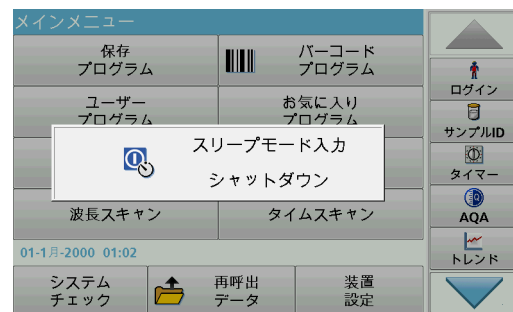 メインメニュー
保存
プログラム
バーコード
プログラム
ユーザー
プログラム
お気に入り
プログラム
スリープモード入力
シャットダウン
波長スキャン
タイムスキャン
01-1月-2000 01:02
システム
チェック
再呼出
データ
装置
設定
ログイン
サンプルID
タイマー
AQA
トレンド